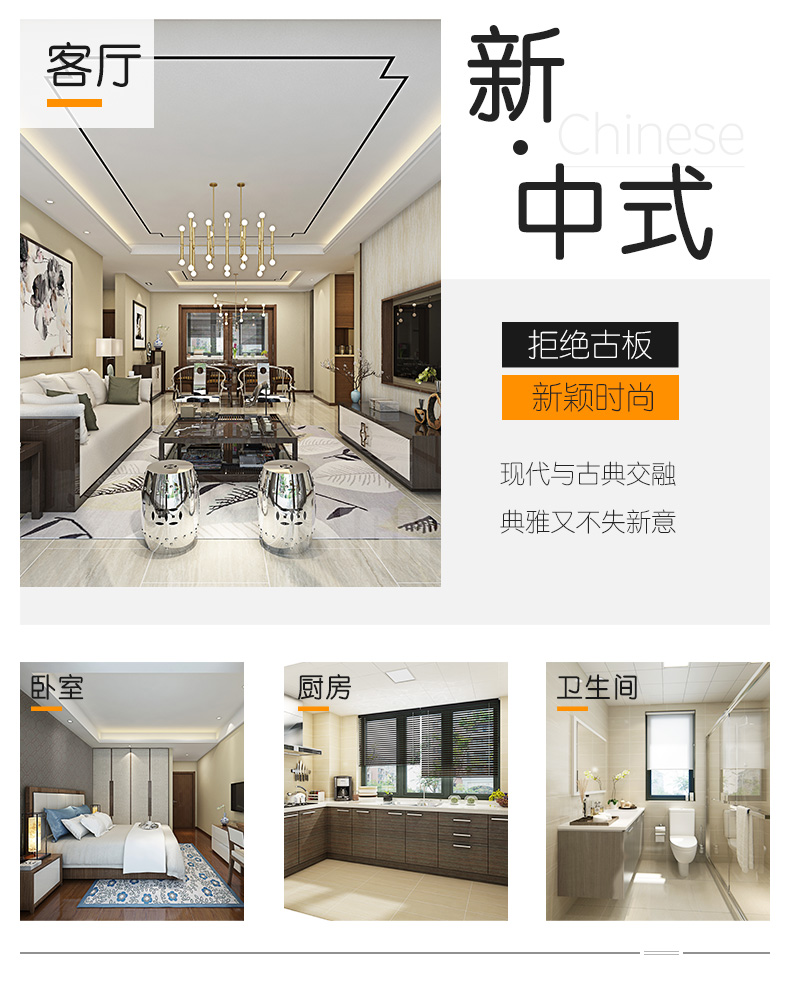 客厅
新·
Chinese
中式
拒绝古板
新颖时尚
现代与古典交融
典雅又不失新意
卧室
厨房
卫生间